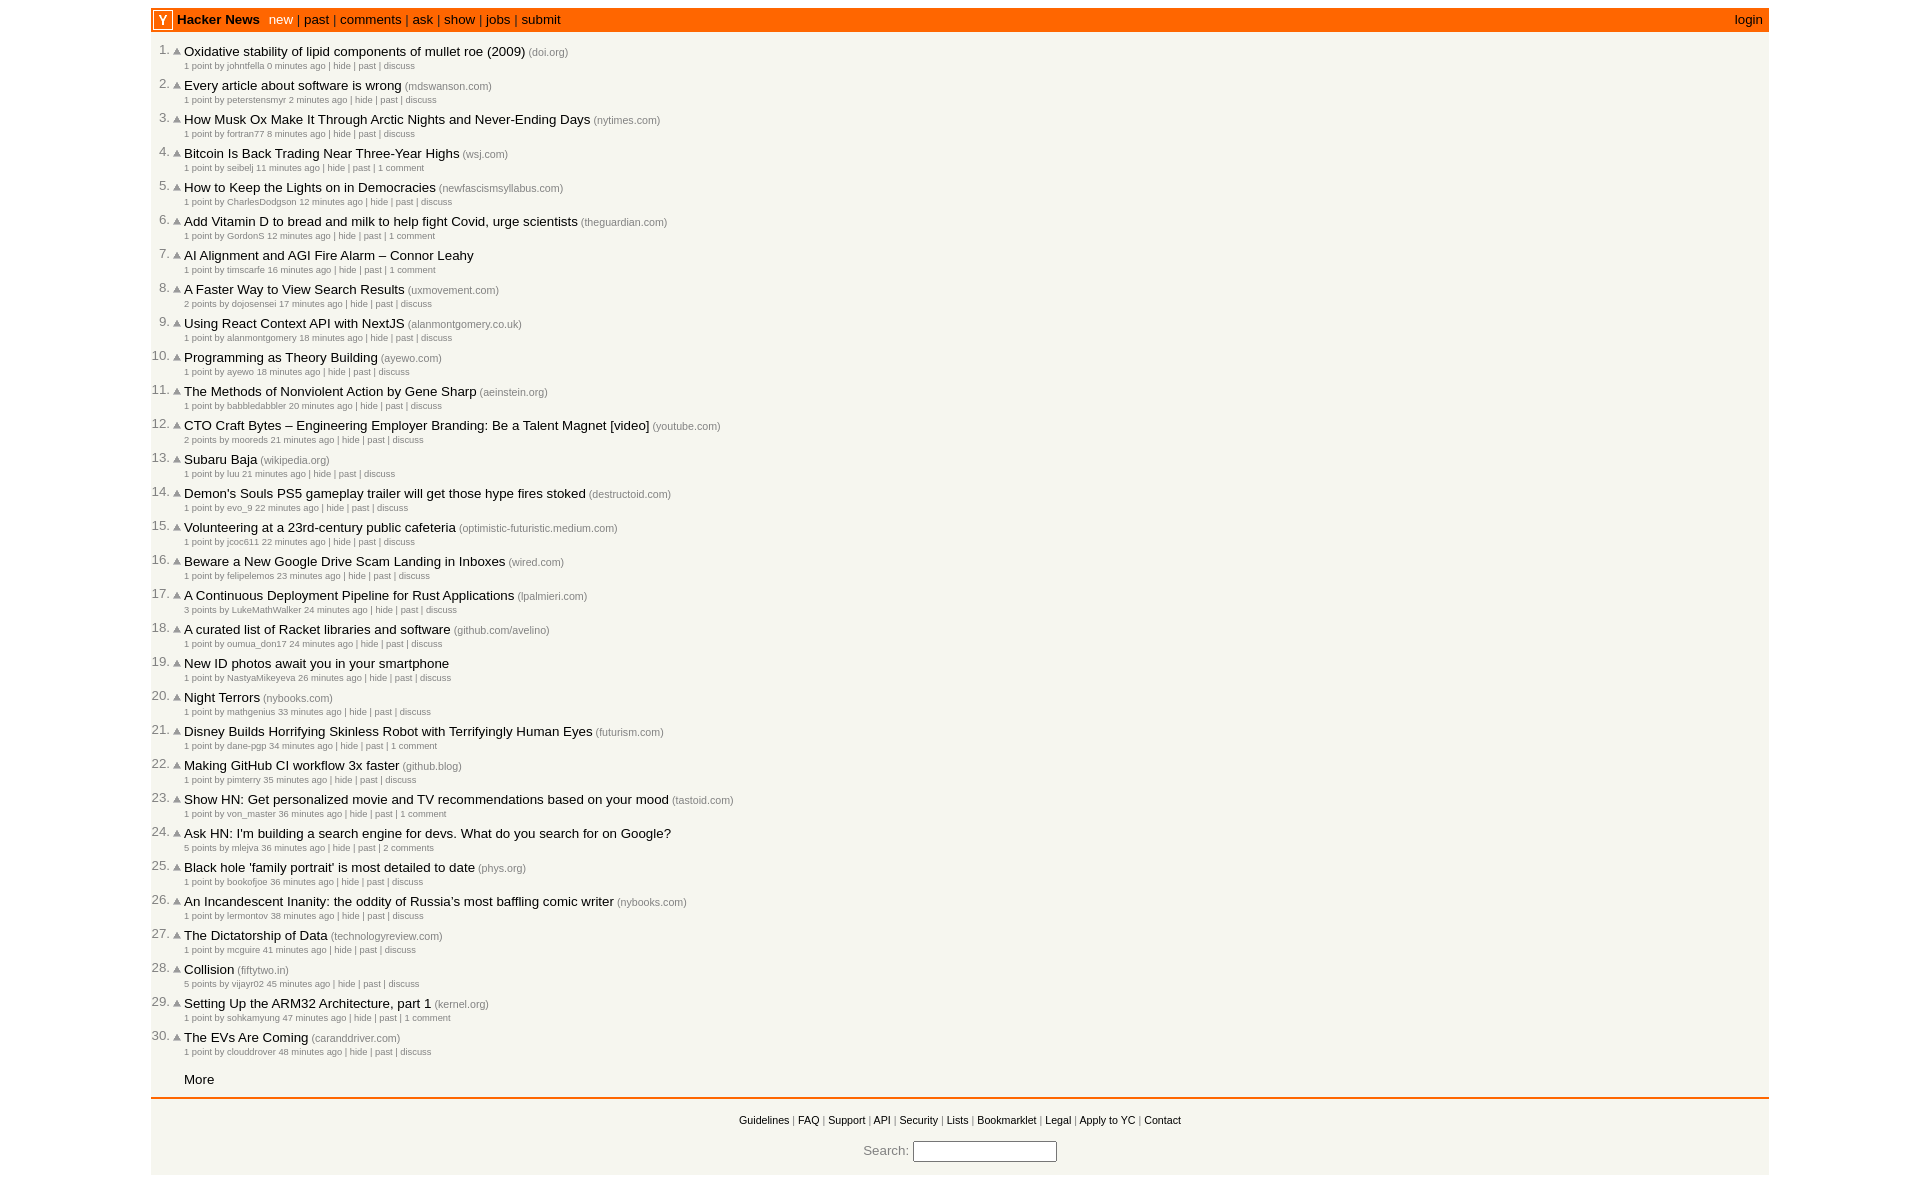 Y Hacker News new | past | comments | ask | show | jobs | submit login
1. Oxidative stability of lipid components of mullet roe (2009) (doi.org)
1 point by johntfella 0 minutes ago | hide | past | discuss
2. Every article about software is wrong (mdswanson.com)
1 point by peterstensmyr 2 minutes ago | hide | past | discuss
3. How Musk Ox Make It Through Arctic Nights and Never-Ending Days (nytimes.com)
1 point by fortran77 8 minutes ago | hide | past | discuss
4. Bitcoin Is Back Trading Near Three-Year Highs (wsj.com)
1 point by seibelj 11 minutes ago | hide | past | 1 comment
5. How to Keep the Lights on in Democracies (newfascismsyllabus.com)
1 point by CharlesDodgson 12 minutes ago | hide | past | discuss
6. Add Vitamin D to bread and milk to help fight Covid, urge scientists (theguardian.com)
1 point by GordonS 12 minutes ago | hide | past | 1 comment
7. AI Alignment and AGI Fire Alarm – Connor Leahy
1 point by timscarfe 16 minutes ago | hide | past | 1 comment
8. A Faster Way to View Search Results (uxmovement.com)
2 points by dojosensei 17 minutes ago | hide | past | discuss
9. Using React Context API with NextJS (alanmontgomery.co.uk)
1 point by alanmontgomery 18 minutes ago | hide | past | discuss
10. Programming as Theory Building (ayewo.com)
1 point by ayewo 18 minutes ago | hide | past | discuss
11. The Methods of Nonviolent Action by Gene Sharp (aeinstein.org)
1 point by babbledabbler 20 minutes ago | hide | past | discuss
12. CTO Craft Bytes – Engineering Employer Branding: Be a Talent Magnet [video] (youtube.com)
2 points by mooreds 21 minutes ago | hide | past | discuss
13. Subaru Baja (wikipedia.org)
1 point by luu 21 minutes ago | hide | past | discuss
14. Demon's Souls PS5 gameplay trailer will get those hype fires stoked (destructoid.com)
1 point by evo_9 22 minutes ago | hide | past | discuss
15. Volunteering at a 23rd-century public cafeteria (optimistic-futuristic.medium.com)
1 point by jcoc611 22 minutes ago | hide | past | discuss
16. Beware a New Google Drive Scam Landing in Inboxes (wired.com)
1 point by felipelemos 23 minutes ago | hide | past | discuss
17. A Continuous Deployment Pipeline for Rust Applications (lpalmieri.com)
3 points by LukeMathWalker 24 minutes ago | hide | past | discuss
18. A curated list of Racket libraries and software (github.com/avelino)
1 point by oumua_don17 24 minutes ago | hide | past | discuss
19. New ID photos await you in your smartphone
1 point by NastyaMikeyeva 26 minutes ago | hide | past | discuss
20. Night Terrors (nybooks.com)
1 point by mathgenius 33 minutes ago | hide | past | discuss
21. Disney Builds Horrifying Skinless Robot with Terrifyingly Human Eyes (futurism.com)
1 point by dane-pgp 34 minutes ago | hide | past | 1 comment
22. Making GitHub CI workflow 3x faster (github.blog)
1 point by pimterry 35 minutes ago | hide | past | discuss
23. Show HN: Get personalized movie and TV recommendations based on your mood (tastoid.com)
1 point by von_master 36 minutes ago | hide | past | 1 comment
24. Ask HN: I'm building a search engine for devs. What do you search for on Google?
5 points by mlejva 36 minutes ago | hide | past | 2 comments
25. Black hole 'family portrait' is most detailed to date (phys.org)
1 point by bookofjoe 36 minutes ago | hide | past | discuss
26. An Incandescent Inanity: the oddity of Russia’s most baffling comic writer (nybooks.com)
1 point by lermontov 38 minutes ago | hide | past | discuss
27. The Dictatorship of Data (technologyreview.com)
1 point by mcguire 41 minutes ago | hide | past | discuss
28. Collision (fiftytwo.in)
5 points by vijayr02 45 minutes ago | hide | past | discuss
29. Setting Up the ARM32 Architecture, part 1 (kernel.org)
1 point by sohkamyung 47 minutes ago | hide | past | 1 comment
30. The EVs Are Coming (caranddriver.com)
1 point by clouddrover 48 minutes ago | hide | past | discuss
More
Guidelines | FAQ | Support | API | Security | Lists | Bookmarklet | Legal | Apply to YC | Contact
Search: